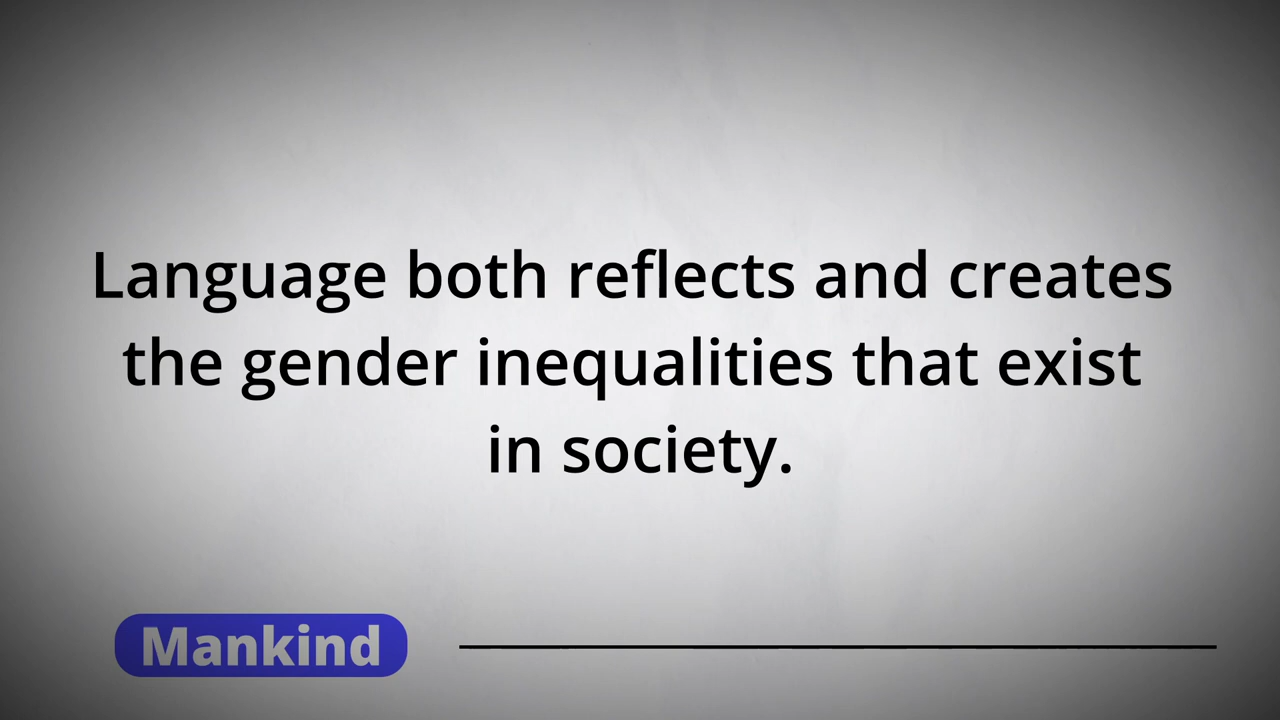 Language both reflects and creates
the gender inequalities that exist
in society.
Mankind